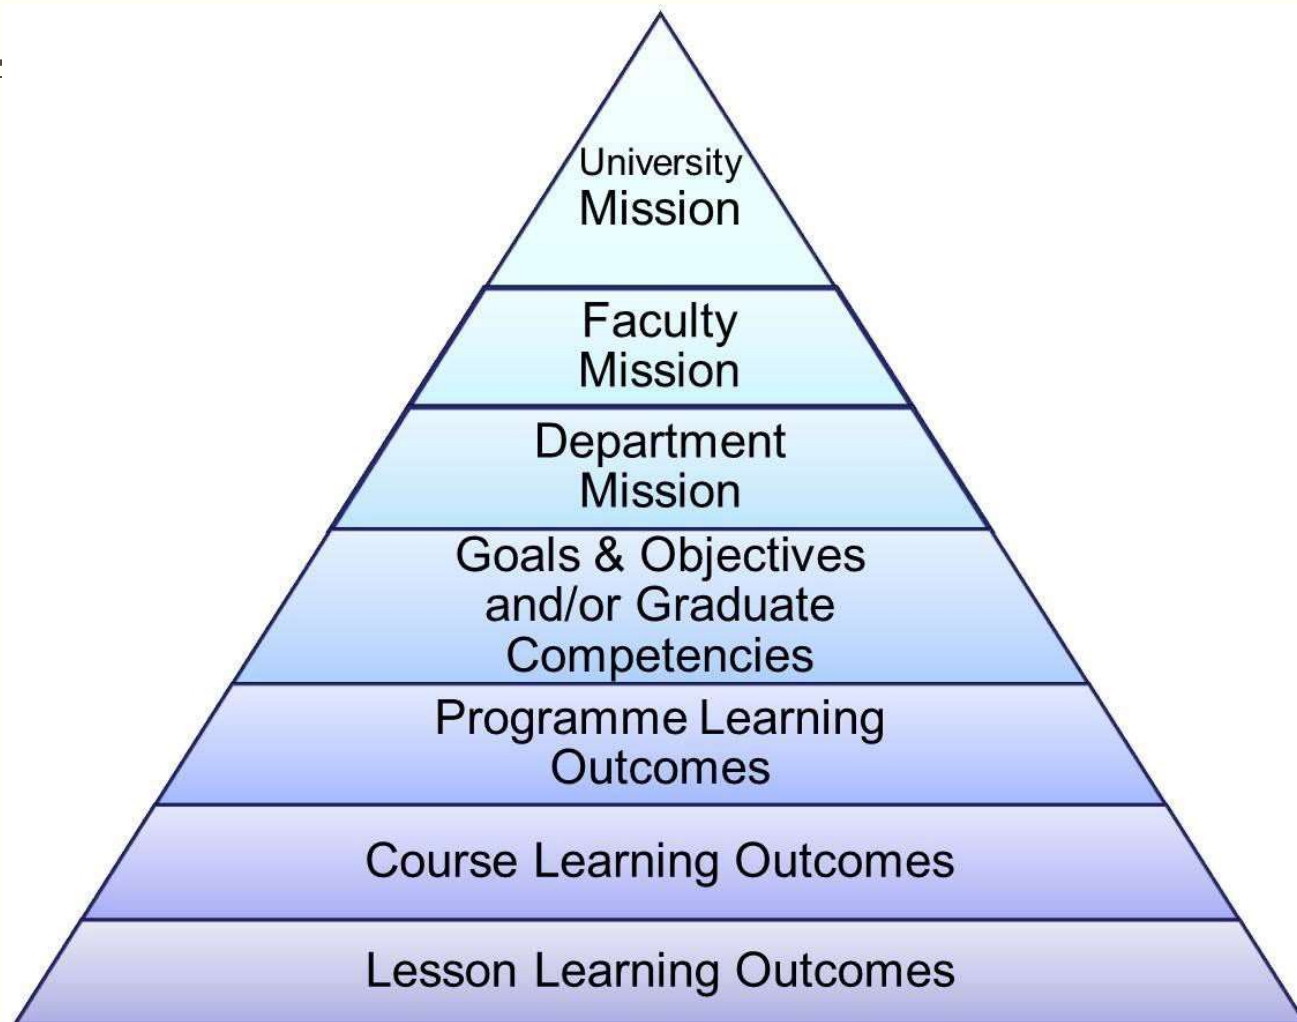 University
Mission
Faculty
Mission
Department
Mission
Goals & Objectives
and/or Graduate
Competencies
Programme Learning
Outcomes
Course Learning Outcomes
Lesson Learning Outcomes